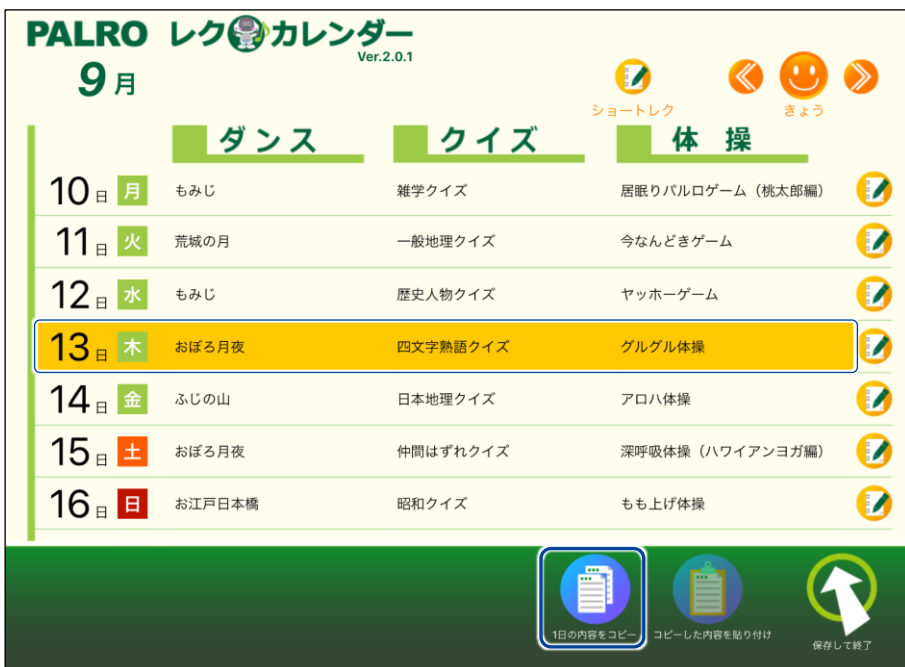 PALRO レクカレンダー
Ver.2.0.1
9月
ショートレク
きょう
ダンス クイズ 体操
10日 月 もみじ 雑学クイズ 居眠りパルロゲーム（桃太郎編）
11日 火 荒城の月 一般地理クイズ 今なんどきゲーム
12日 水 もみじ 歴史人物クイズ ヤッホーゲーム
13日 木 おぼろ月夜 四文字熟語クイズ グルグル体操
14日 金 ふじの山 日本地理クイズ アロハ体操
15日 土 おぼろ月夜 仲間はずれクイズ 深呼吸体操（ハワイアンヨガ編）
16日 日 お江戸日本橋 昭和クイズ もも上げ体操
1日の内容をコピー コピーした内容を貼り付け 保存して終了